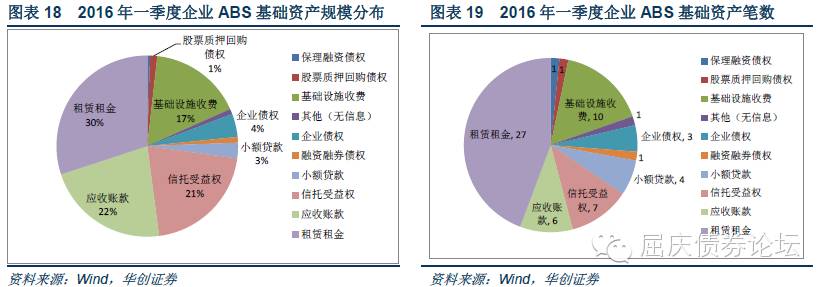 图表 18 2016 年一季度企业 ABS 基础资产规模分布
股票质押回购
债权
1%
基础设施收费
17%
企业债权
4%
小额贷款
3%
信托受益权
21%
应收账款
22%
租赁租金
30%
保理融资债权
股票质押回购债权
基础设施收费
其他（无信息）
企业债权
融资融券债权
小额贷款
信托受益权
应收账款
租赁租金
资料来源：Wind，华创证券
图表 19 2016 年一季度企业 ABS 基础资产笔数
1
1
基础设施收
费, 10
1
企业债权, 3
1
小额贷款, 4
信托受益
权, 7
应收账
款, 6
租赁租金, 27
保理融资债权
股票质押回购债权
基础设施收费
其他（无信息）
企业债权
融资融券债权
小额贷款
信托受益权
应收账款
租赁租金
屈庆债券论坛
资料来源：Wind，华创证券